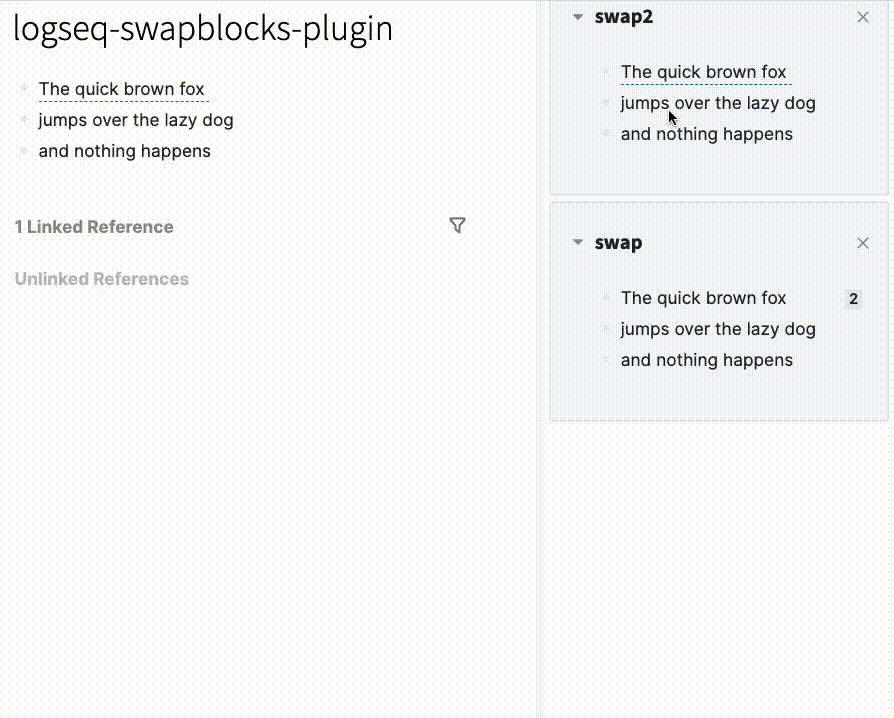 logseq-swapblocks-plugin
The quick brown fox
jumps over the lazy dog
and nothing happens
1 Linked Reference
Unlinked References
swap2
The quick brown fox
jumps over the lazy dog
and nothing happens
swap
The quick brown fox 2
jumps over the lazy dog
and nothing happens